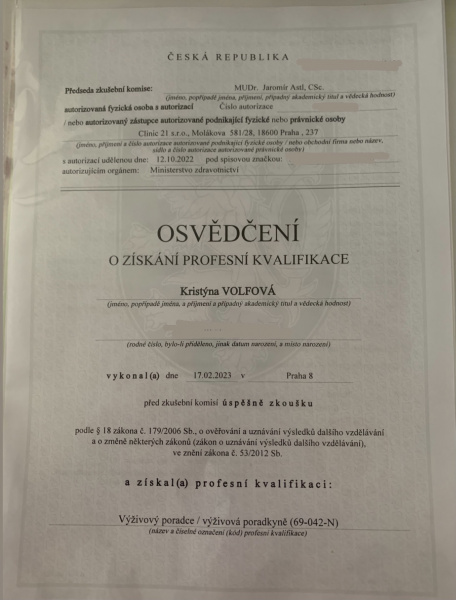 ČESKÁ REPUBLIKA
Předseda zkušební komise: MUDr. Jaromír Astl, CSc.
(jméno, popřípadě jména, příjmení, případný akademický titul a vědecká hodnost)
autorizovaná fyzická osoba s autorizací Číslo autorizace
/ nebo autorizovaný zástupce autorizované podnikající fyzické nebo právnické osoby
Clinic 21 s.r.o., Molákova 581/28, 18600 Praha , 237
(jméno, příjmení a číslo autorizace autorizované podnikající fyzické osoby / nebo obchodní firma nebo název,
sídlo a číslo autorizace autorizované právnické osoby)
s autorizací udělenou dne: 12.10.2022 pod spisovou značkou:
autorizujícím orgánem: Ministerstvo zdravotnictví
OSVĚDČENÍ
O ZÍSKÁNÍ PROFESNÍ KVALIFIKACE
Kristýna VOLFOVÁ
(jméno, popřípadě jména, a příjmení a případný akademický titul a vědecká hodnost)
(rodné číslo, bylo-li přiděleno, jinak datum narození, a místo narození)
vykonal(a) dne 17.02.2023 v Praha 8
před zkušební komisí úspěšně zkoušku
podle § 18 zákona č. 179/2006 Sb., o ověřování a uznávání výsledků dalšího vzdělávání
a o změně některých zákonů (zákon o uznávání výsledků dalšího vzdělávání),
ve znění zákona č. 53/2012 Sb.
a získal(a) profesní kvalifikaci:
Výživový poradce / výživová poradkyně (69-042-N)
(název a číselné označení (kód) profesní kvalifikace)